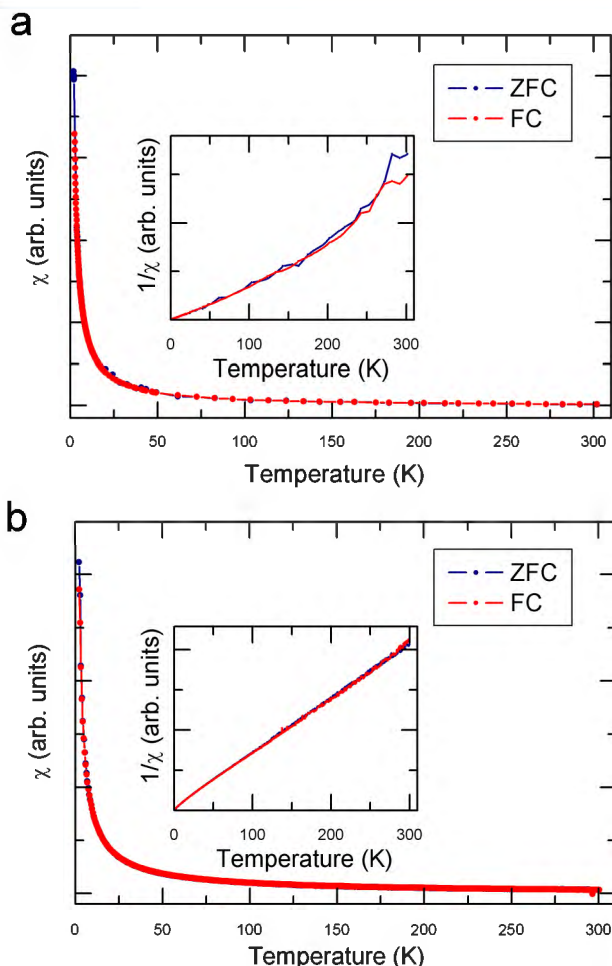 a
ZFC
FC
χ (arb. units)
1/χ (arb. units)
0 100 200 300
Temperature (K)
0 50 100 150 200 250 300
Temperature (K)
b
ZFC
FC
χ (arb. units)
1/χ (arb. units)
0 100 200 300
Temperature (K)
0 50 100 150 200 250 300
Temperature (K)